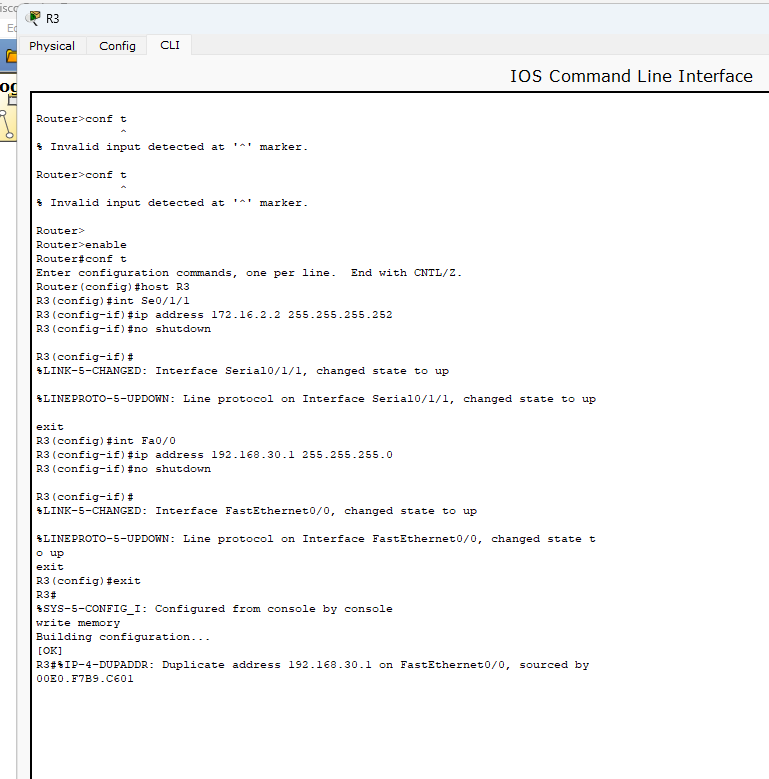 R3
Physical
Config
CLI
IOS Command Line Interface
Router>conf t
^
% Invalid input detected at '^' marker.
Router>conf t
^
% Invalid input detected at '^' marker.
Router>
Router>enable
Router#conf t
Enter configuration commands, one per line.  End with CNTL/Z.
Router(config)#host R3
R3(config)#int Se0/1/1
R3(config-if)#ip address 172.16.2.2 255.255.255.252
R3(config-if)#no shutdown
R3(config-if)#
%LINK-5-CHANGED: Interface Serial0/1/1, changed state to up
%LINEPROTO-5-UPDOWN: Line protocol on Interface Serial0/1/1, changed state to up
exit
R3(config)#int Fa0/0
R3(config-if)#ip address 192.168.30.1 255.255.255.0
R3(config-if)#no shutdown
R3(config-if)#
%LINK-5-CHANGED: Interface FastEthernet0/0, changed state to up
%LINEPROTO-5-UPDOWN: Line protocol on Interface FastEthernet0/0, changed state t
o up
exit
R3(config)#exit
R3#
%SYS-5-CONFIG_I: Configured from console by console
write memory
Building configuration...
[OK]
R3#%IP-4-DUPADDR: Duplicate address 192.168.30.1 on FastEthernet0/0, sourced by
00E0.F7B9.C601